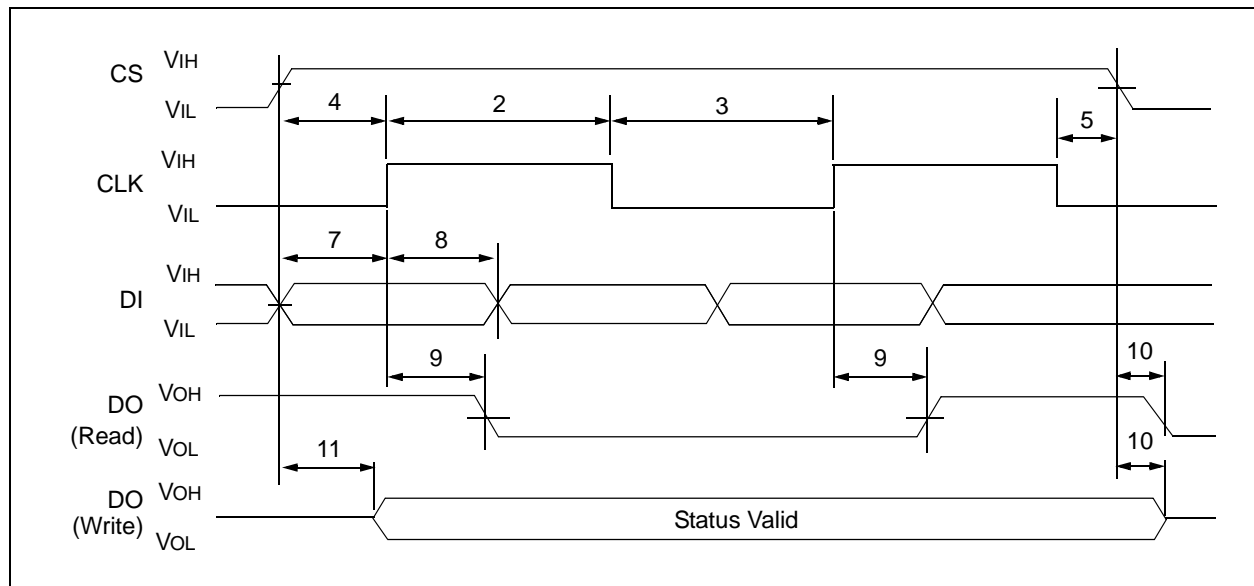 CS VIH
VIL
4 2 3 5
CLK VIH
VIL
7 8
DI VIH
VIL
9 9 10
DO (Read) VOH
VOL
11 10
DO (Write) VOH
Status Valid
VOL